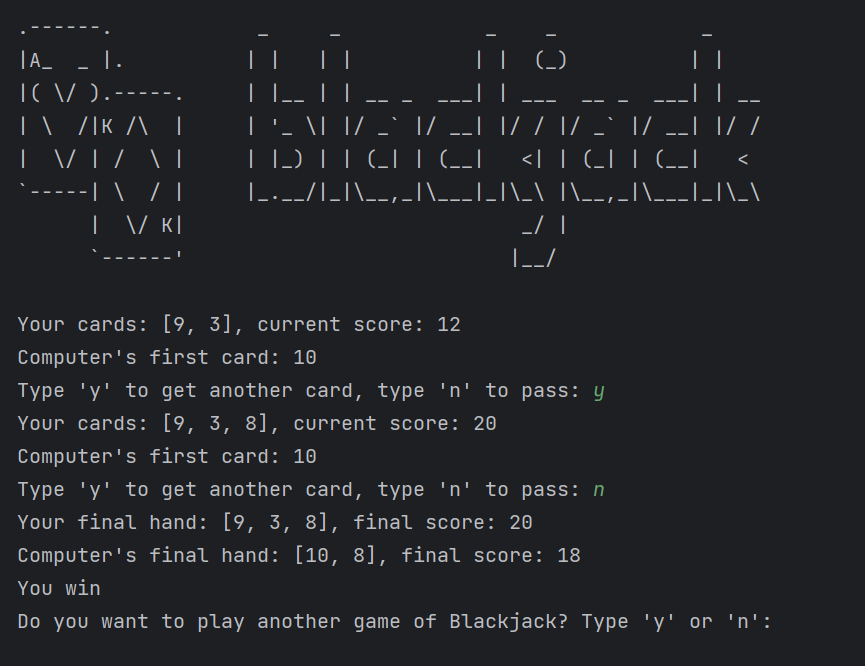 .------.            _     _            _    _            _
|A_  _ |.          | |   | |          | |  (_)          | |
|( \/ ).-----.     | |__ | | __ _  ___| | ___  __ _  ___| | __
| \  /|K /\  |     | '_ \| |/ _` |/ __| |/ / |/ _` |/ __| |/ /
|  \/ | /  \ |     | |_) | | (_| | (__|   <| | (_| | (__|   <
`-----| \  / |     |_.__/|_|\__,_|\___|_|\_\ |\__,_|\___|_|\_\
      |  \/ K|                            _/ |
      `------'                           |__/
Your cards: [9, 3], current score: 12
Computer's first card: 10
Type 'y' to get another card, type 'n' to pass: y
Your cards: [9, 3, 8], current score: 20
Computer's first card: 10
Type 'y' to get another card, type 'n' to pass: n
Your final hand: [9, 3, 8], final score: 20
Computer's final hand: [10, 8], final score: 18
You win
Do you want to play another game of Blackjack? Type 'y' or 'n':